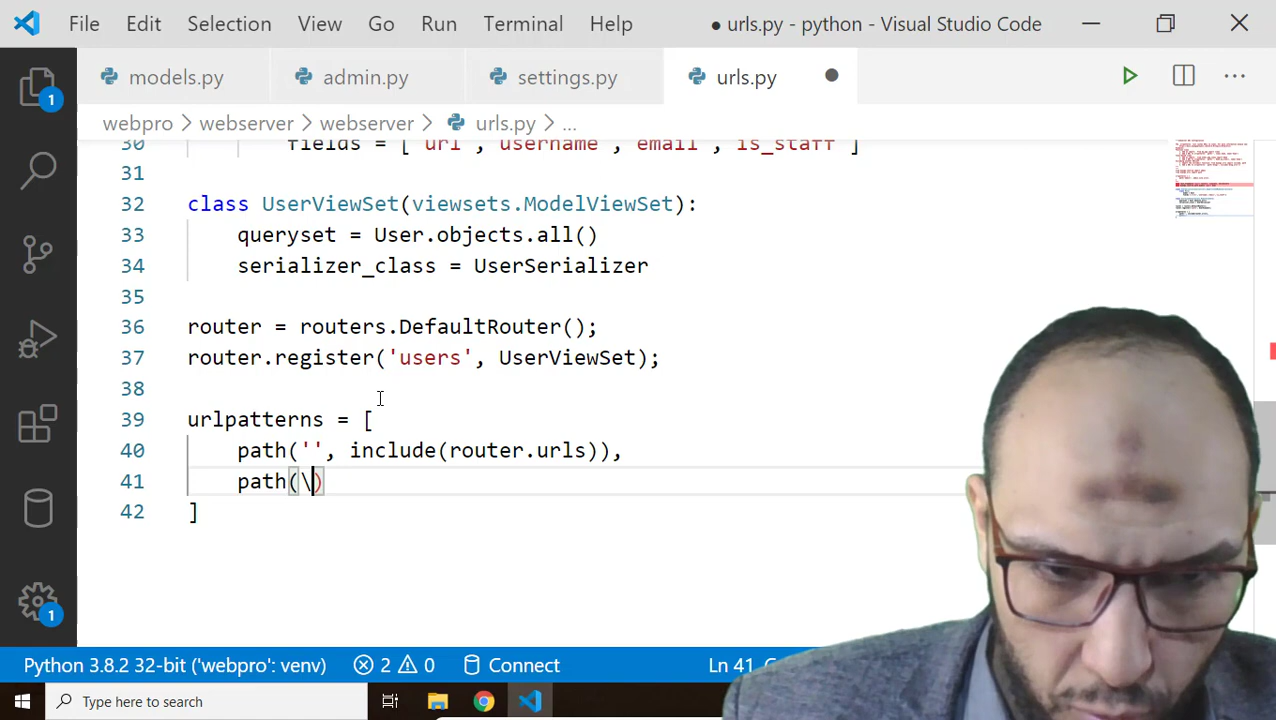 File Edit Selection View Go Run Terminal Help ● urls.py - python - Visual Studio Code
models.py admin.py settings.py urls.py
webpro > webserver > webserver > urls.py > ...
30 fields = ['url', 'username', 'email', 'is_staff']
31
32 class UserViewSet(viewsets.ModelViewSet):
33 queryset = User.objects.all()
34 serializer_class = UserSerializer
35
36 router = routers.DefaultRouter();
37 router.register('users', UserViewSet);
38
39 urlpatterns = [
40 path('', include(router.urls)),
41 path(\)
42 ]
1
1
Python 3.8.2 32-bit ('webpro': venv) 2 0 Connect Ln 41,
Type here to search